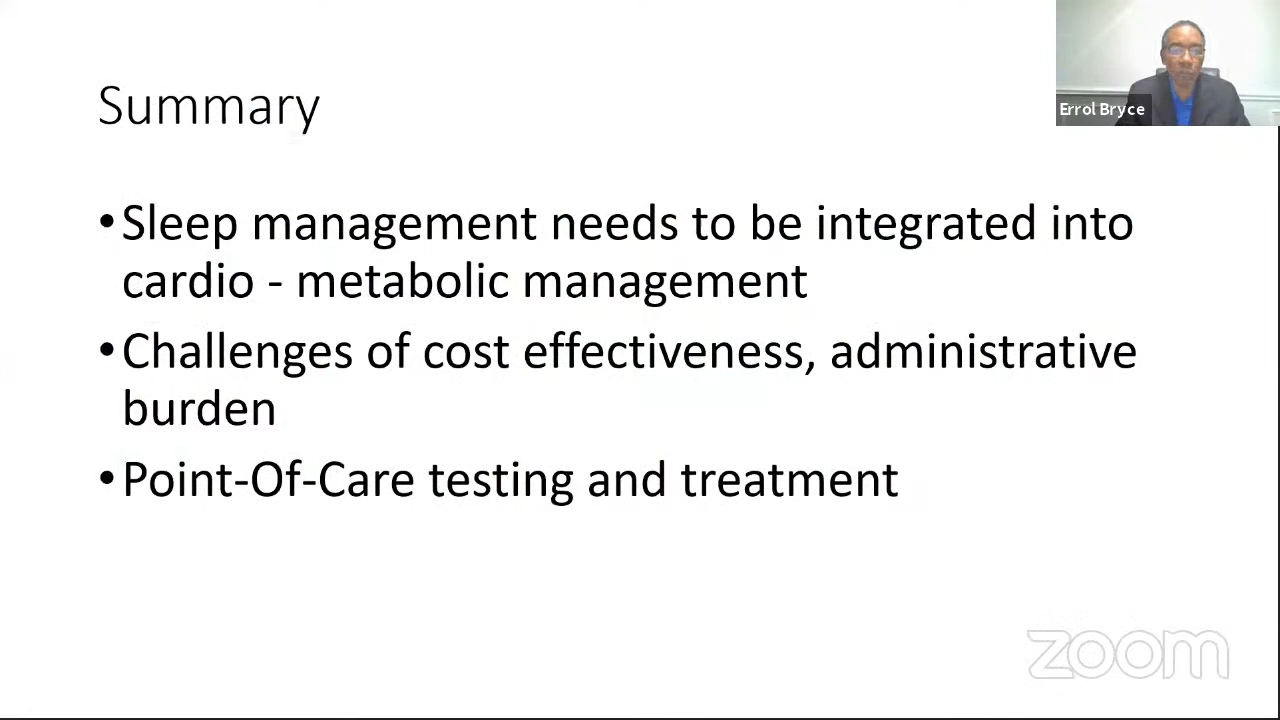 Summary
Errol Bryce
•Sleep management needs to be integrated into
cardio - metabolic management
•Challenges of cost effectiveness, administrative
burden
•Point-Of-Care testing and treatment
zoom